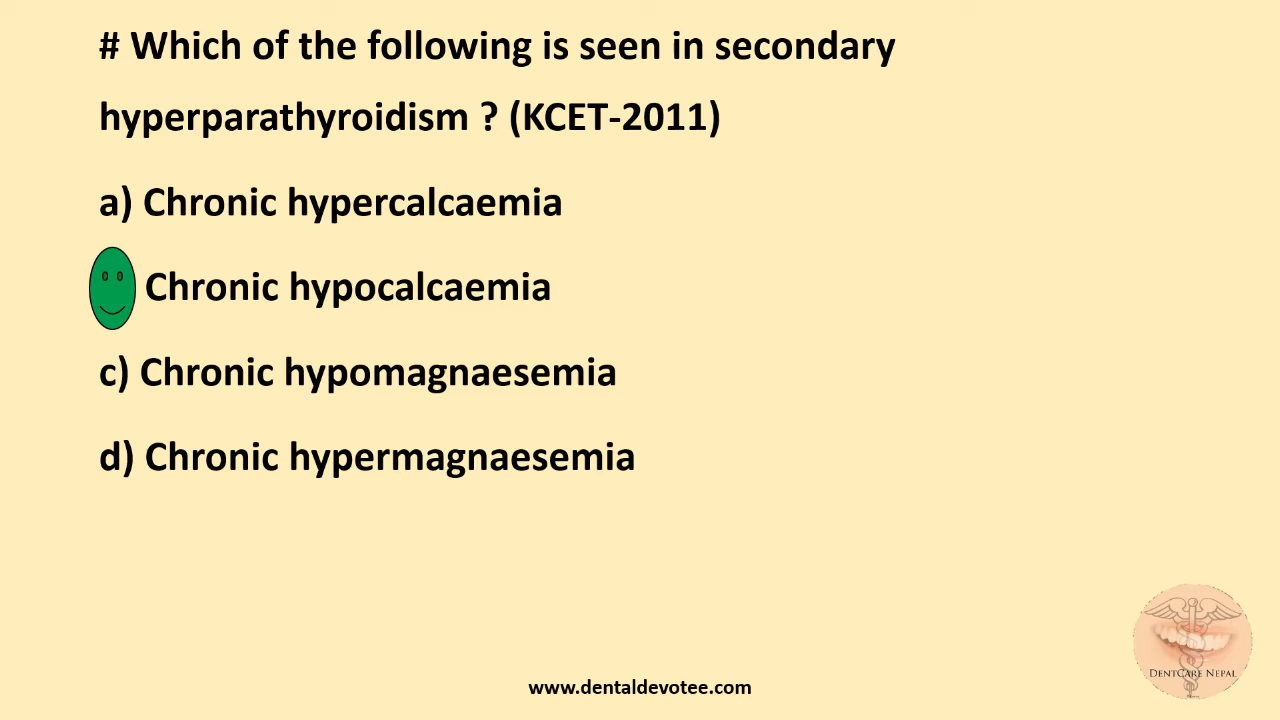 # Which of the following is seen in secondary
hyperparathyroidism ? (KCET-2011)
a) Chronic hypercalcaemia
Chronic hypocalcaemia
c) Chronic hypomagnaesemia
d) Chronic hypermagnaesemia
DentCare Nepal
www.dentaldevotee.com